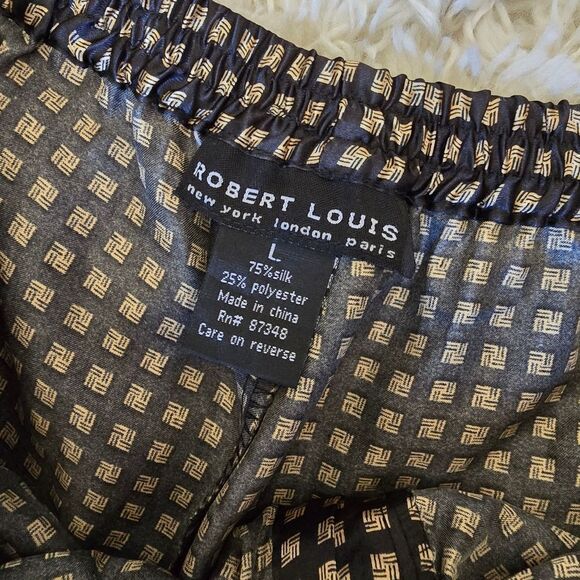 ROBERT LOUIS
new york london paris
L
75%silk
25% polyester
Made in china
Rn# 87348
Care on reverse